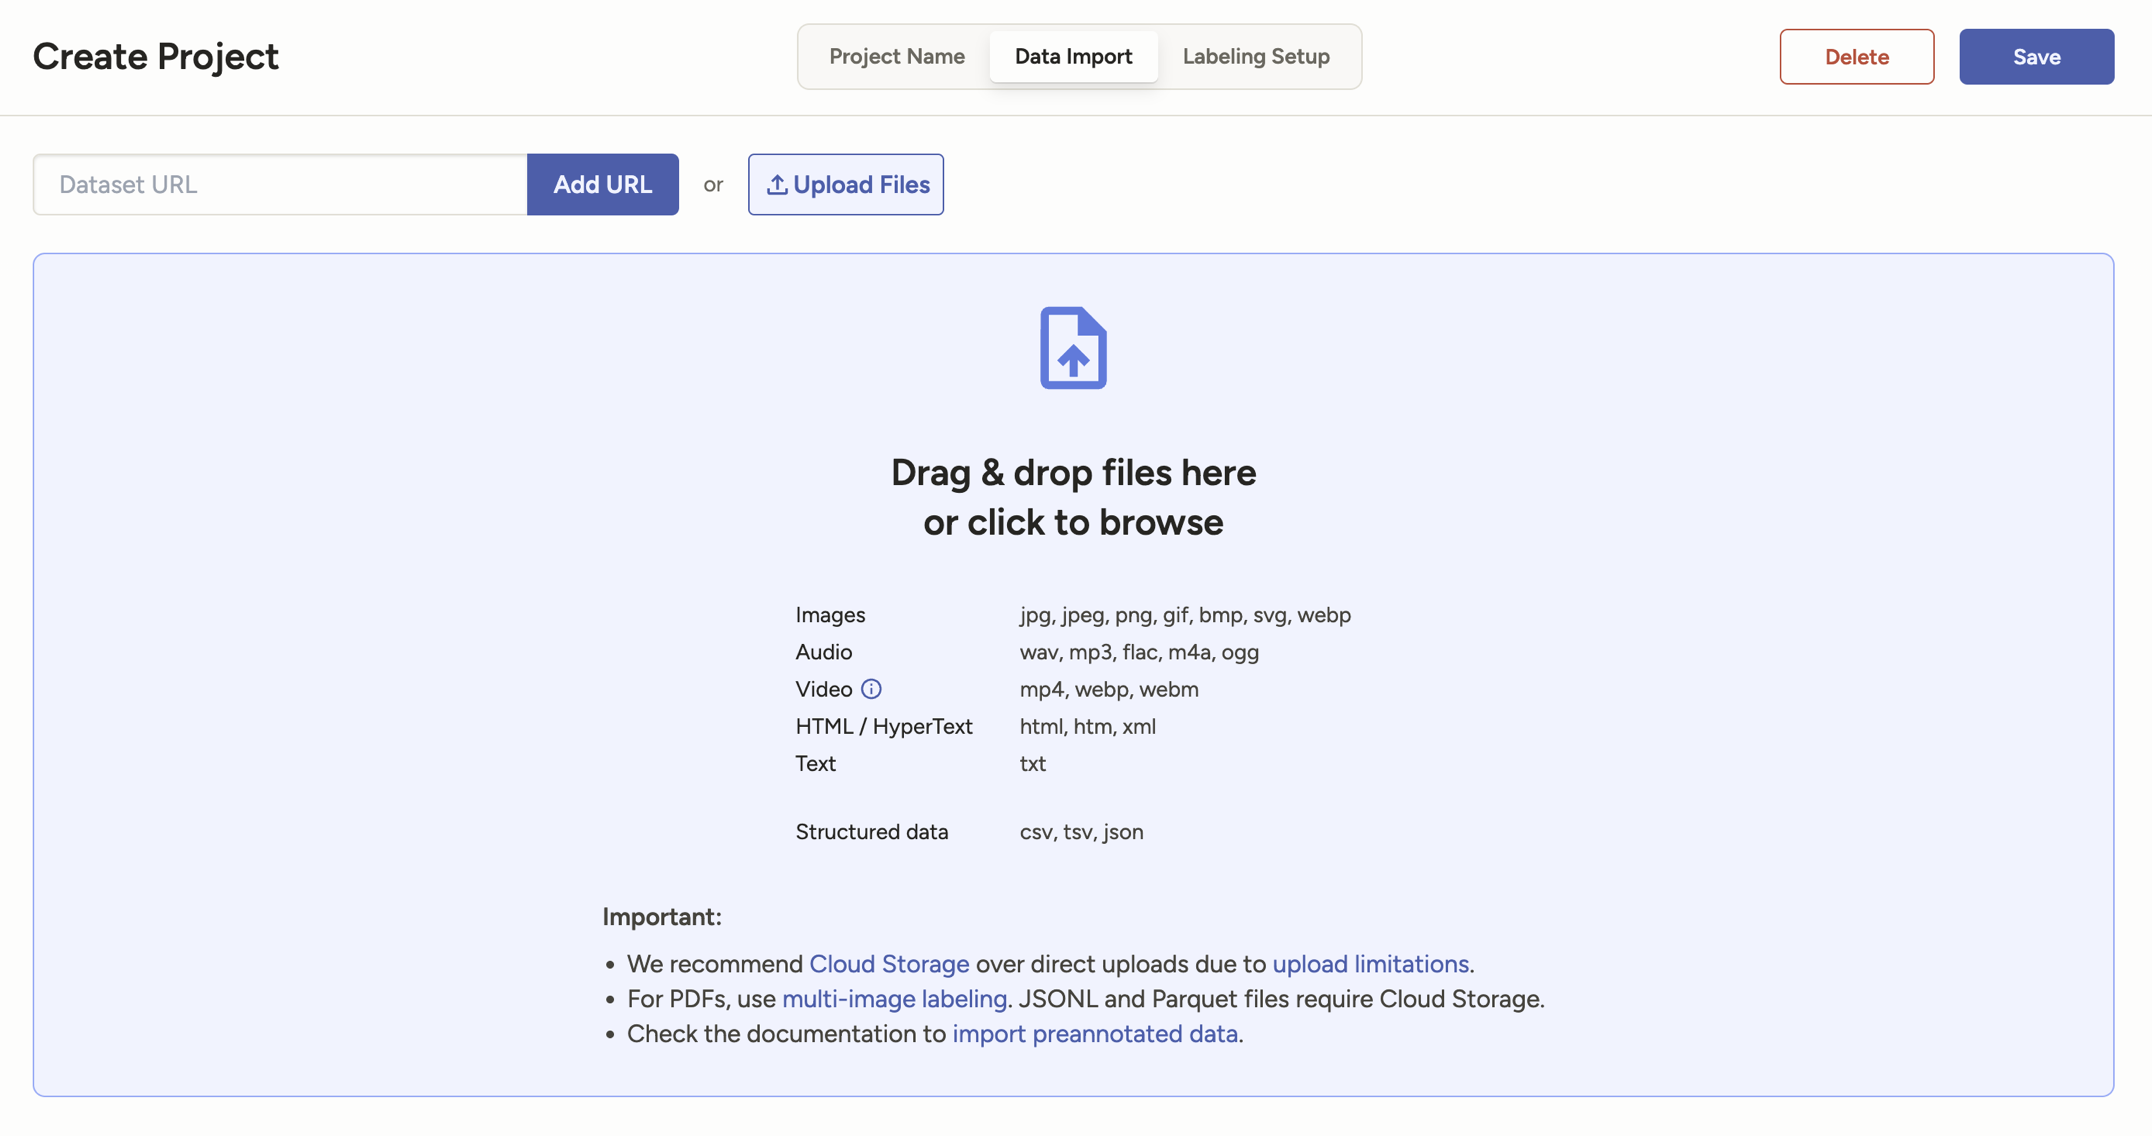 Create Project
Project Name
Data Import
Labeling Setup
Delete
Save
Dataset URL
Add URL
or
Upload Files
Drag & drop files here
or click to browse
Images jpg, jpeg, png, gif, bmp, svg, webp
Audio wav, mp3, flac, m4a, ogg
Video mp4, webp, webm
HTML / HyperText html, htm, xml
Text txt
Structured data csv, tsv, json
Important:
• We recommend Cloud Storage over direct uploads due to upload limitations.
• For PDFs, use multi-image labeling. JSONL and Parquet files require Cloud Storage.
• Check the documentation to import preannotated data.